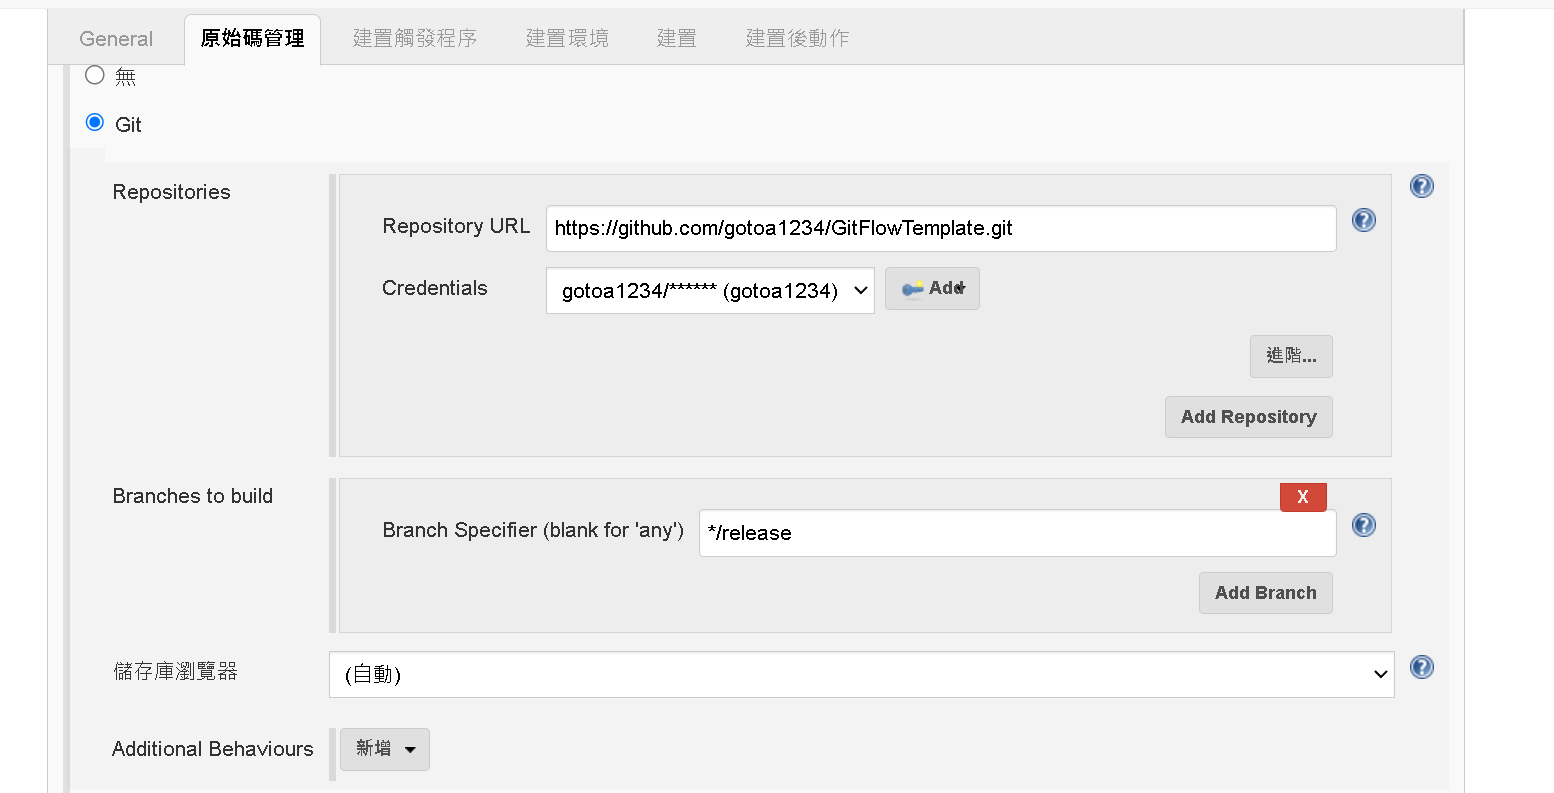 General 原始碼管理 建置觸發程序 建置環境 建置 建置後動作
無
Git
Repositories
Repository URL https://github.com/gotoa1234/GitFlowTemplate.git
Credentials gotoa1234/****** (gotoa1234) Add
進階...
Add Repository
Branches to build
X
Branch Specifier (blank for 'any') */release
Add Branch
儲存庫瀏覽器 (自動)
Additional Behaviours 新增